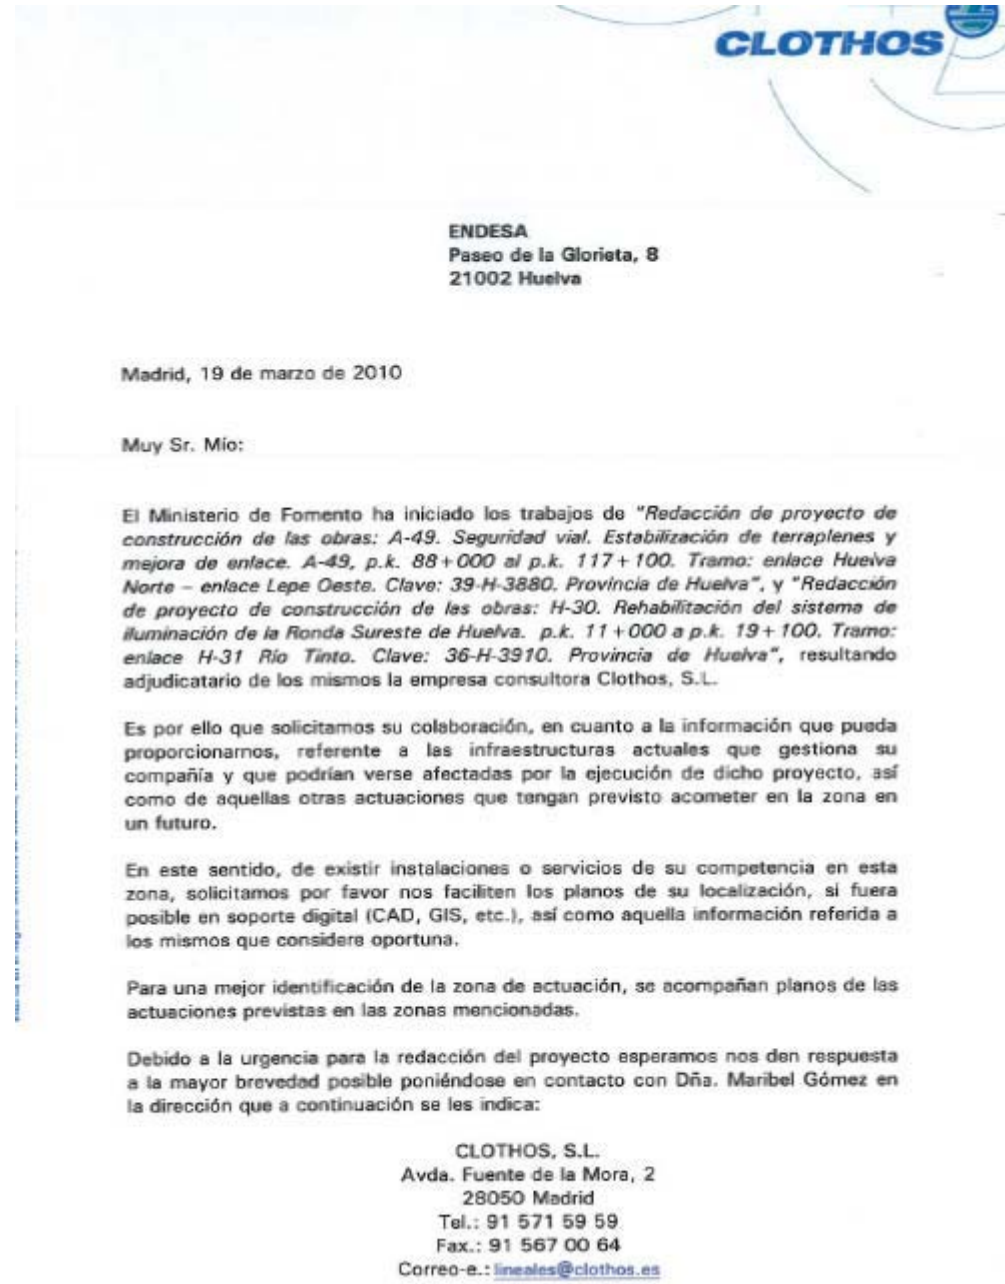 CLOTHOS
ENDESA
Paseo de la Glorieta, 8
21002 Huelva
Madrid, 19 de marzo de 2010
Muy Sr. Mío:
El Ministerio de Fomento ha iniciado los trabajos de "Redacción de proyecto de
construcción de las obras: A-49. Seguridad vial. Estabilización de terraplenes y
mejora de enlace. A-49, p.k. 88+000 al p.k. 117+100. Tramo: enlace Huelva
Norte – enlace Lepe Oeste. Clave: 39-H-3880. Provincia de Huelva", y "Redacción
de proyecto de construcción de las obras: H-30. Rehabilitación del sistema de
iluminación de la Ronda Sureste de Huelva. p.k. 11+000 a p.k. 19+100. Tramo:
enlace H-31 Río Tinto. Clave: 36-H-3910. Provincia de Huelva", resultando
adjudicatario de los mismos la empresa consultora Clothos, S.L.
Es por ello que solicitamos su colaboración, en cuanto a la información que pueda
proporcionarnos, referente a las infraestructuras actuales que gestiona su
compañía y que podrían verse afectadas por la ejecución de dicho proyecto, así
como de aquellas otras actuaciones que tengan previsto acometer en la zona en
un futuro.
En este sentido, de existir instalaciones o servicios de su competencia en esta
zona, solicitamos por favor nos faciliten los planos de su localización, si fuera
posible en soporte digital (CAD, GIS, etc.), así como aquella información referida a
los mismos que considere oportuna.
Para una mejor identificación de la zona de actuación, se acompañan planos de las
actuaciones previstas en las zonas mencionadas.
Debido a la urgencia para la redacción del proyecto esperamos nos den respuesta
a la mayor brevedad posible poniéndose en contacto con Dña. Maribel Gómez en
la dirección que a continuación se les indica:
CLOTHOS, S.L.
Avda. Fuente de la Mora, 2
28050 Madrid
Tel.: 91 571 59 59
Fax.: 91 567 00 64
Correo-e.: lineales@clothos.es